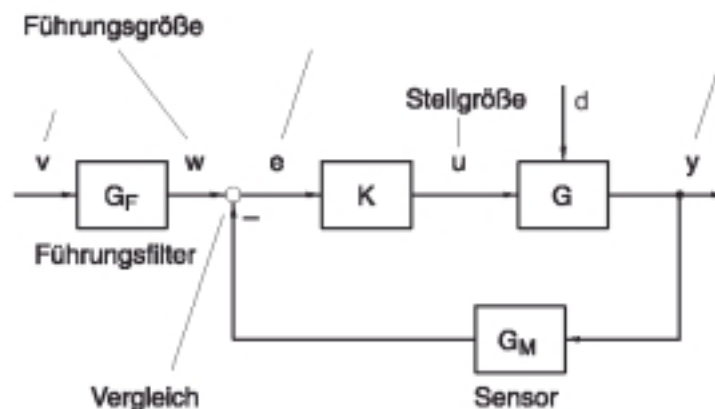 Führungsgröße
Stellgröße
d
v
w
e
u
y
G_F
K
G
–
Führungsfilter
G_M
Vergleich
Sensor